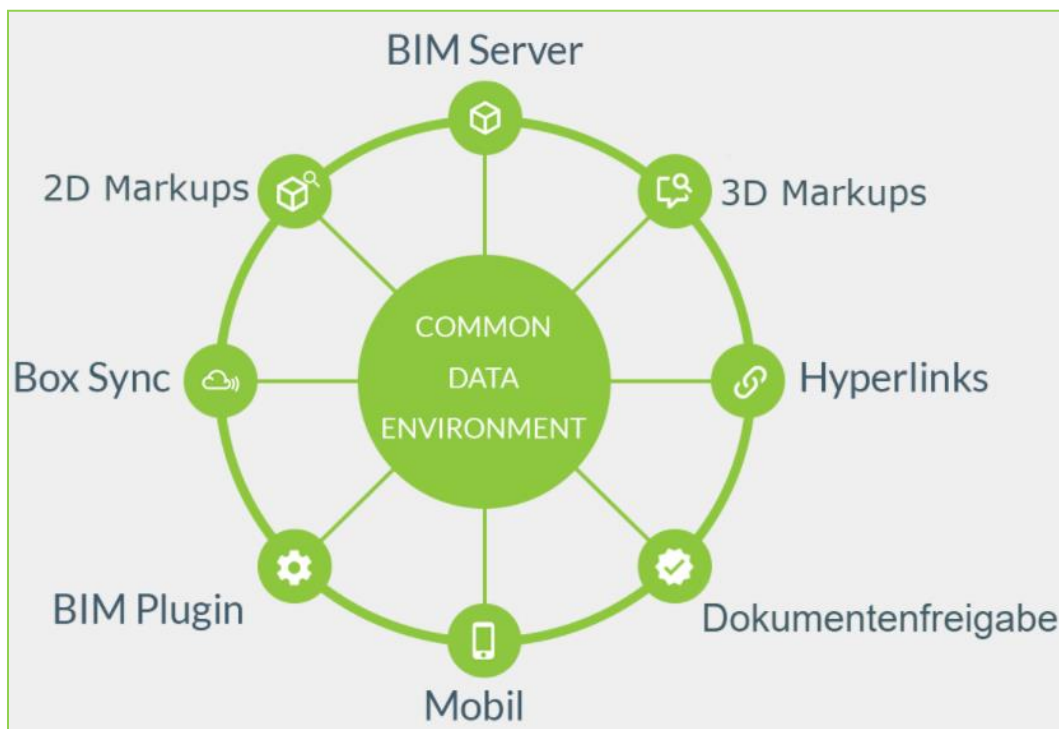 BIM Server
2D Markups
3D Markups
COMMON
DATA
ENVIRONMENT
Box Sync
Hyperlinks
BIM Plugin
Dokumentenfreigabe
Mobil